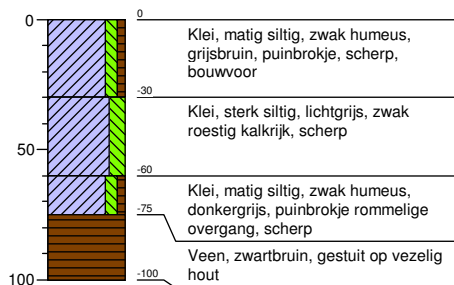 0
0
Klei, matig siltig, zwak humeus,
grijsbruin, puinbrokje, scherp,
bouwvoor
-30
Klei, sterk siltig, lichtgrijs, zwak
roestig kalkrijk, scherp
50
-60
Klei, matig siltig, zwak humeus,
donkergrijs, puinbrokje rommelige
overgang, scherp
-75
Veen, zwartbruin, gestuit op vezelig
hout
100
-100